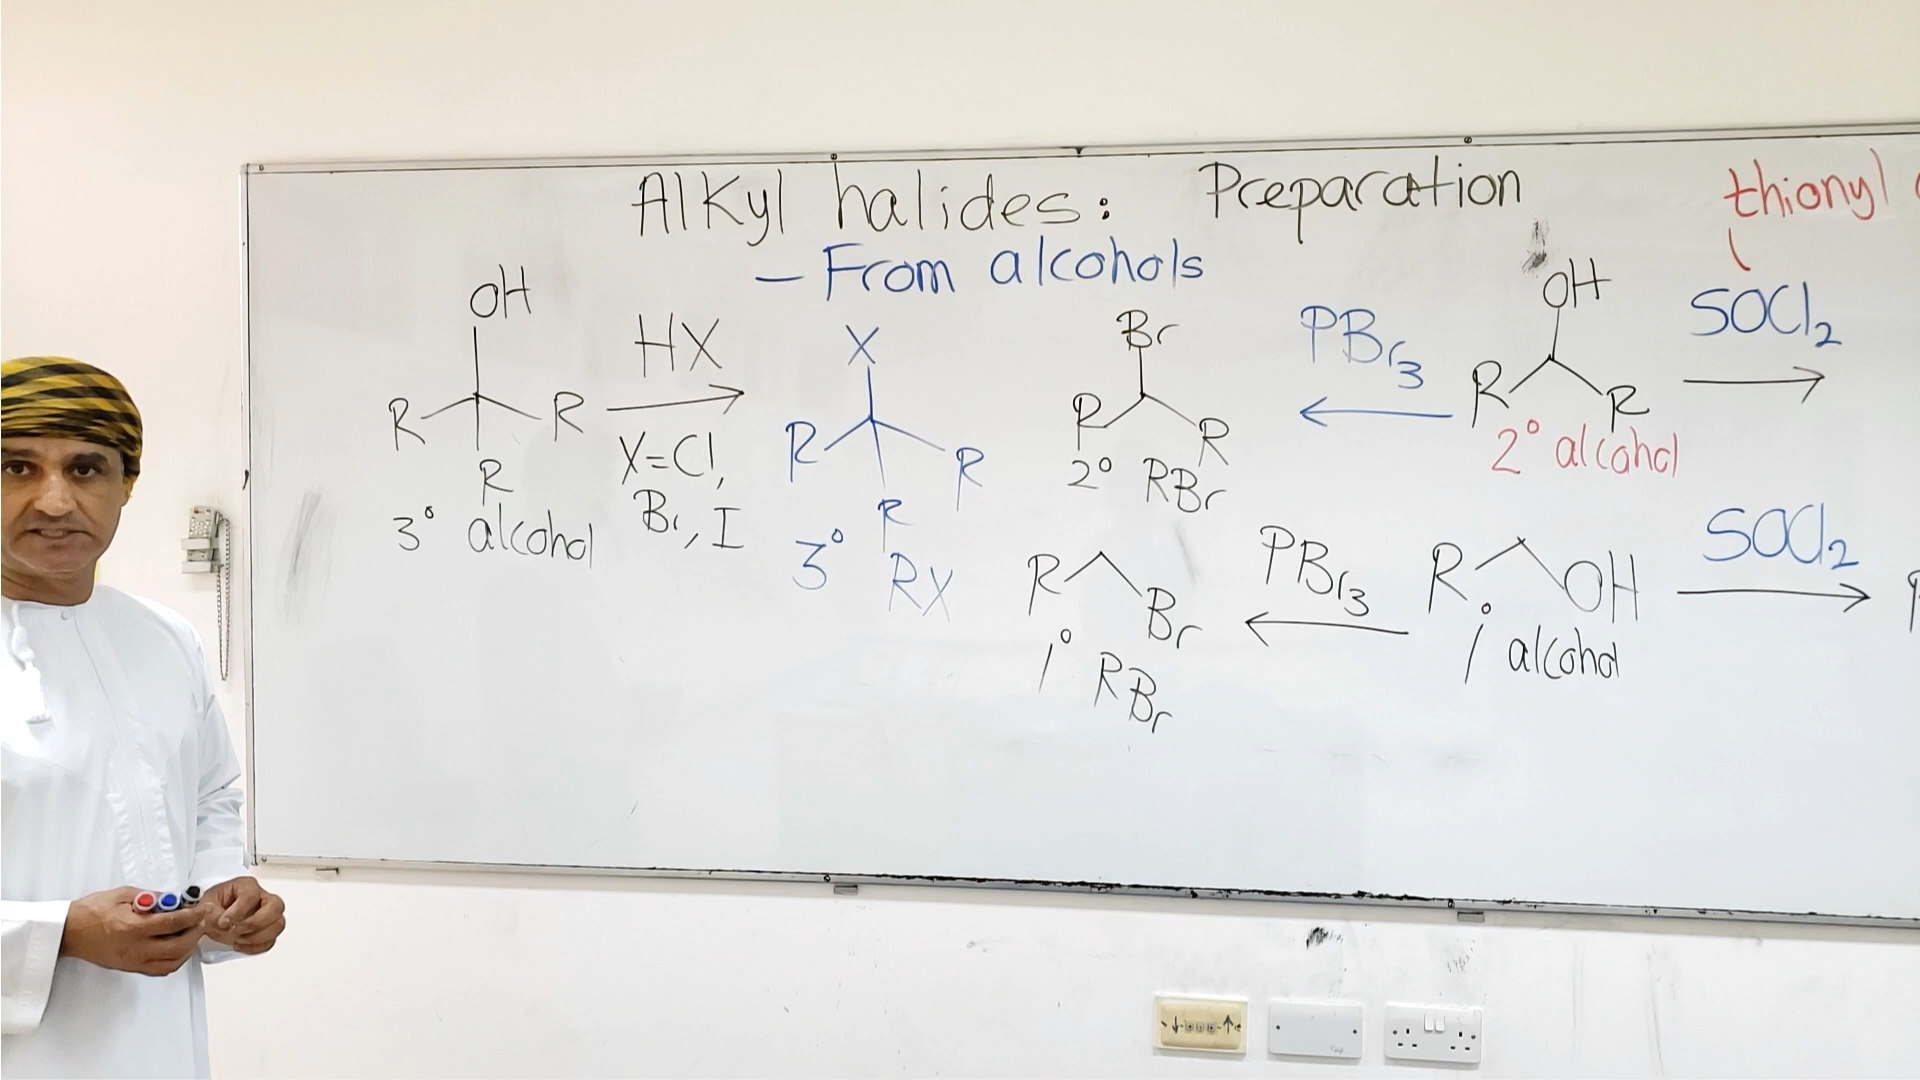 Alkyl halides: Preparation
- From alcohols
thionyl
OH
R R
R
3° alcohol
HX
X=Cl,
Br, I
X
R R
R
3° RX
Br
R R
2° RBr
PBr3
OH
R R
2° alcohol
SOCl2
R Br
1° RBr
PBr3
R OH
1° alcohol
SOCl2